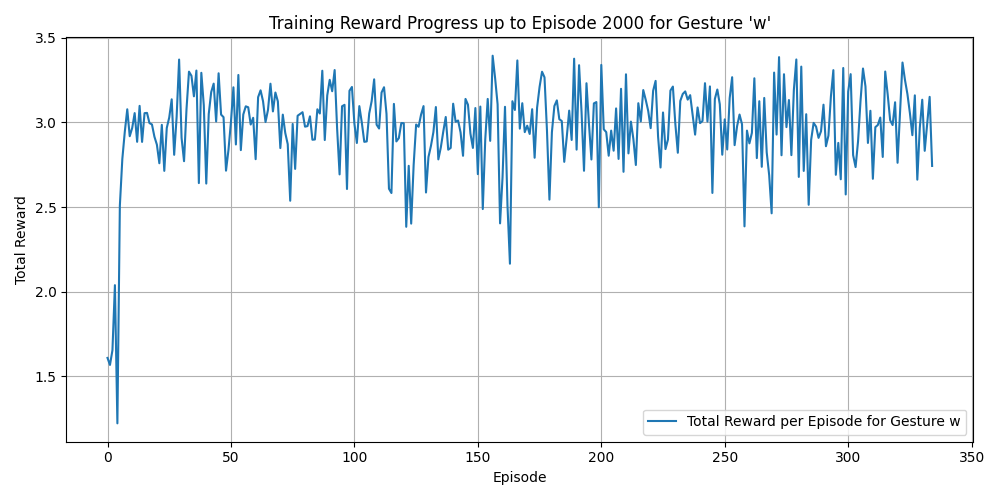 Training Reward Progress up to Episode 2000 for Gesture 'w'
3.5
3.0
2.5
2.0
1.5
Total Reward
0 50 100 150 200 250 300 350
Episode
Total Reward per Episode for Gesture w